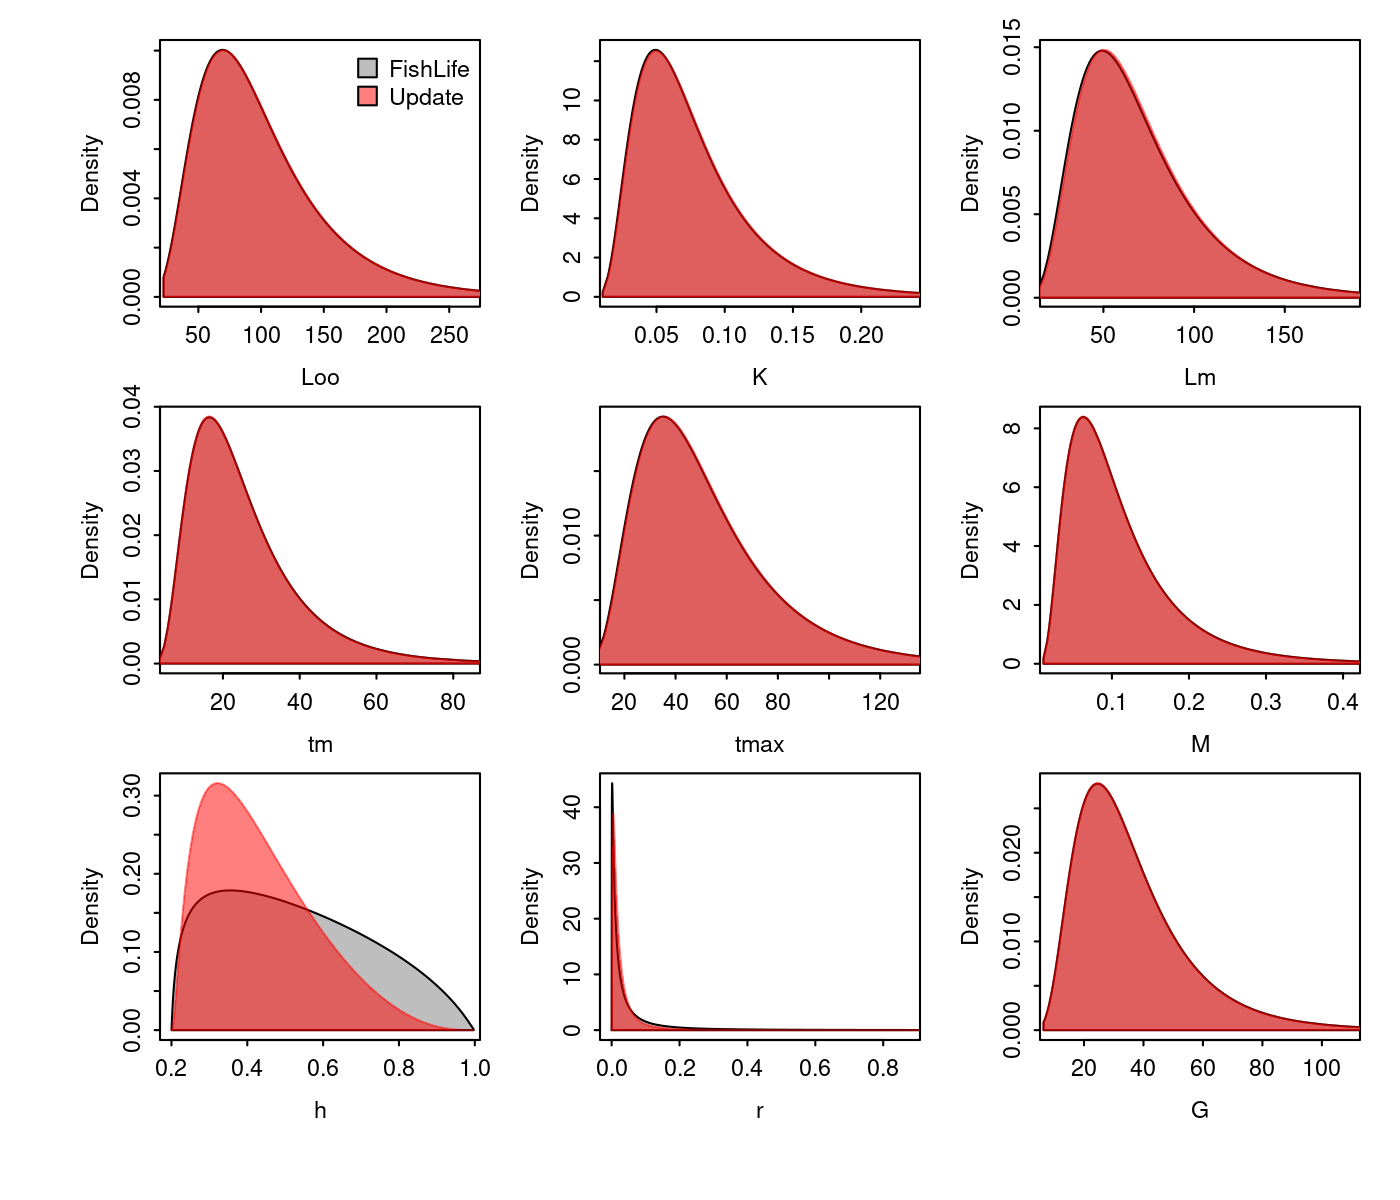 Density
0.000 0.004 0.008
FishLife
Update
50 100 150 200 250
Loo
Density
0 2 4 6 8 10
0.05 0.10 0.15 0.20
K
Density
0.000 0.005 0.010 0.015
50 100 150
Lm
Density
0.00 0.01 0.02 0.03 0.04
20 40 60 80
tm
Density
0.000 0.010
20 40 60 80 120
tmax
Density
0 2 4 6 8
0.1 0.2 0.3 0.4
M
Density
0.00 0.10 0.20 0.30
0.2 0.4 0.6 0.8 1.0
h
Density
0 10 20 30 40
0.0 0.2 0.4 0.6 0.8
r
Density
0.000 0.010 0.020
20 40 60 80 100
G